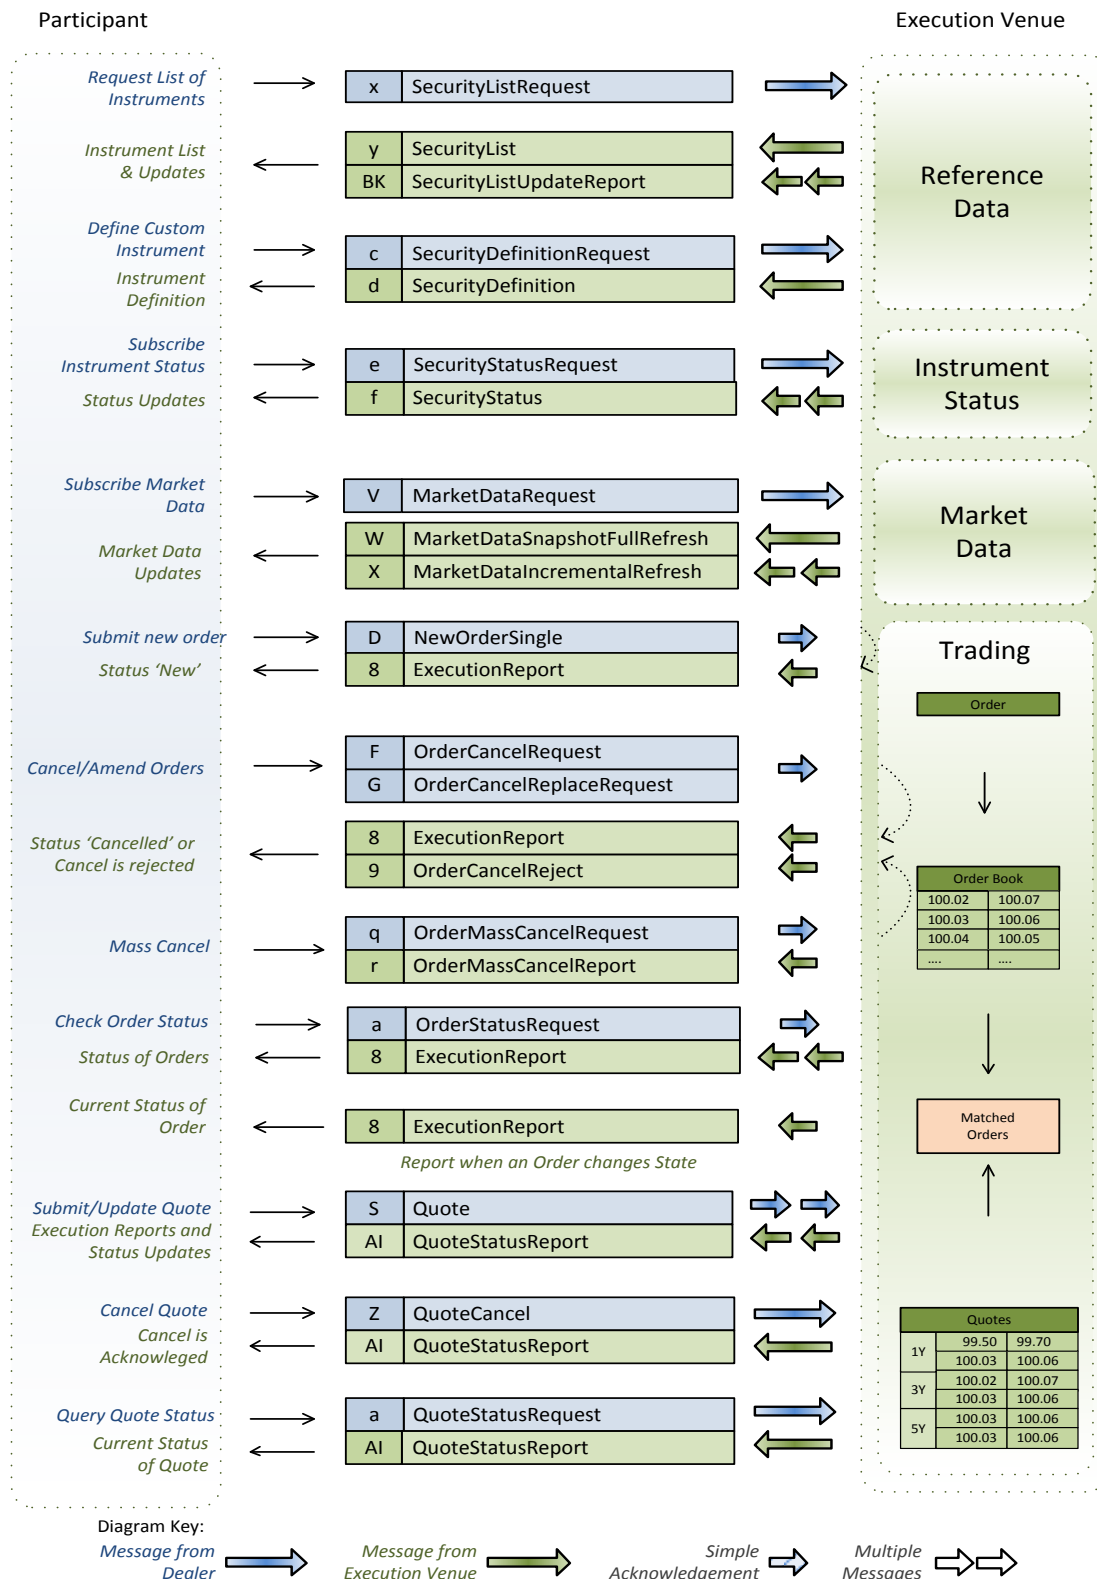 Participant
Execution Venue
Request List of
Instruments
x SecurityListRequest
Instrument List
& Updates
y SecurityList
BK SecurityListUpdateReport
Reference
Data
Define Custom
Instrument
c SecurityDefinitionRequest
Instrument
Definition
d SecurityDefinition
Subscribe
Instrument Status
e SecurityStatusRequest
Status Updates
f SecurityStatus
Instrument
Status
Subscribe Market
Data
V MarketDataRequest
Market Data
Updates
W MarketDataSnapshotFullRefresh
X MarketDataIncrementalRefresh
Market
Data
Submit new order
D NewOrderSingle
Status ‘New’
8 ExecutionReport
Trading
Order
Cancel/Amend Orders
F OrderCancelRequest
G OrderCancelReplaceRequest
Status ‘Cancelled’ or
Cancel is rejected
8 ExecutionReport
9 OrderCancelReject
Order Book
100.02 100.07
100.03 100.06
100.04 100.05
.... ....
Mass Cancel
q OrderMassCancelRequest
r OrderMassCancelReport
Check Order Status
a OrderStatusRequest
Status of Orders
8 ExecutionReport
Current Status of
Order
8 ExecutionReport
Report when an Order changes State
Matched
Orders
Submit/Update Quote
S Quote
Execution Reports and
Status Updates
AI QuoteStatusReport
Cancel Quote
Z QuoteCancel
Cancel is
Acknowleged
AI QuoteStatusReport
Quotes
1Y 99.50 99.70
100.03 100.06
3Y 100.02 100.07
100.03 100.06
5Y 100.03 100.06
100.03 100.06
Query Quote Status
a QuoteStatusRequest
Current Status
of Quote
AI QuoteStatusReport
Diagram Key:
Message from
Dealer
Message from
Execution Venue
Simple
Acknowledgement
Multiple
Messages